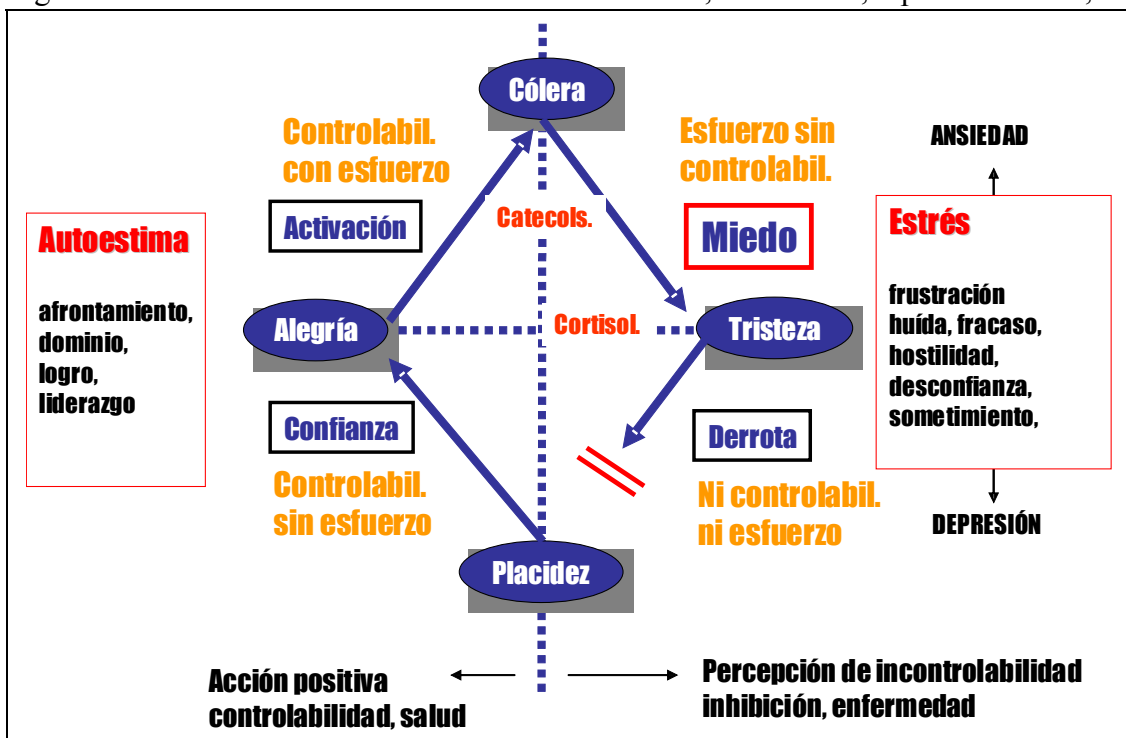 Cólera
Controlabil.
con esfuerzo
Esfuerzo sin
controlabil.
ANSIEDAD
Activación
Catecols.
Miedo
Autoestima
afrontamiento,
dominio,
logro,
liderazgo
Estrés
frustración
huída, fracaso,
hostilidad,
desconfianza,
sometimiento,
Alegría
Cortisol.
Tristeza
Confianza
Derrota
Controlabil.
sin esfuerzo
Ni controlabil.
ni esfuerzo
DEPRESIÓN
Placidez
Acción positiva
controlabilidad, salud
Percepción de incontrolabilidad
inhibición, enfermedad